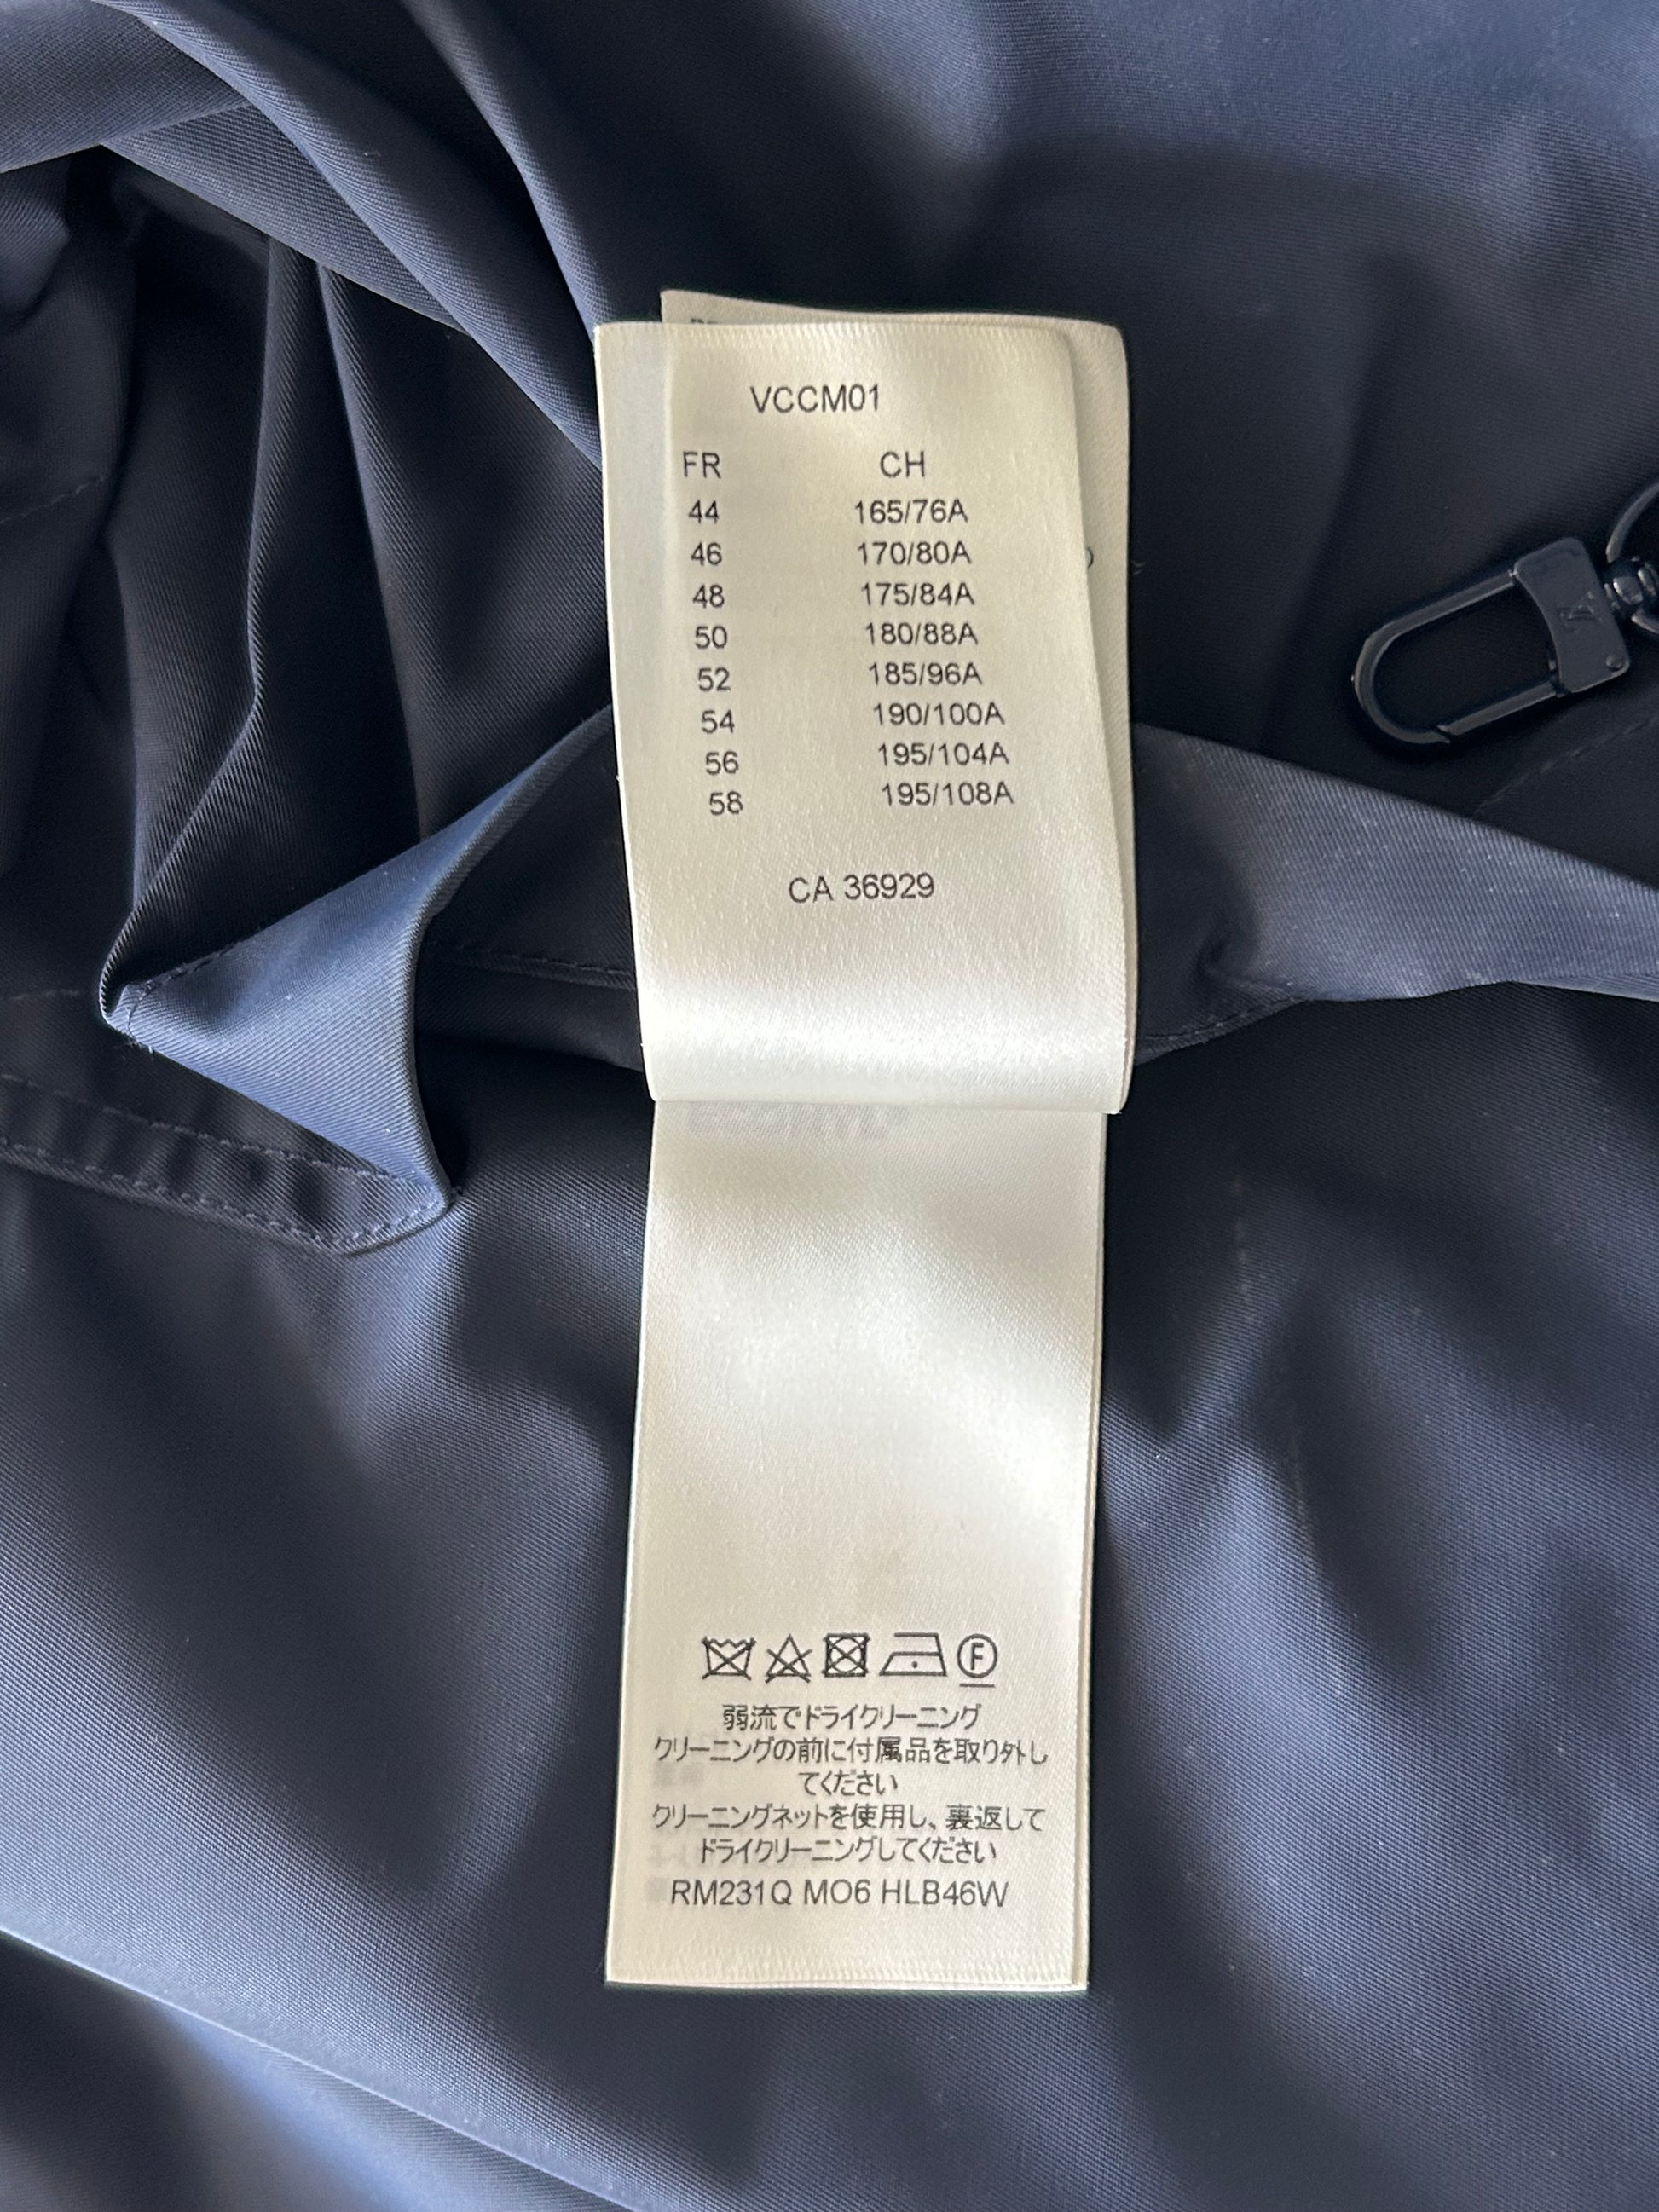 VCCM01
FR CH
44 165/76A
46 170/80A
48 175/84A
50 180/88A
52 185/96A
54 190/100A
56 195/104A
58 195/108A
CA 36929
F
弱流でドライクリーニング
クリーニングの前に付属品を取り外し
てください
クリーニングネットを使用し、裏返して
ドライクリーニングしてください
RM231Q MO6 HLB46W
LV